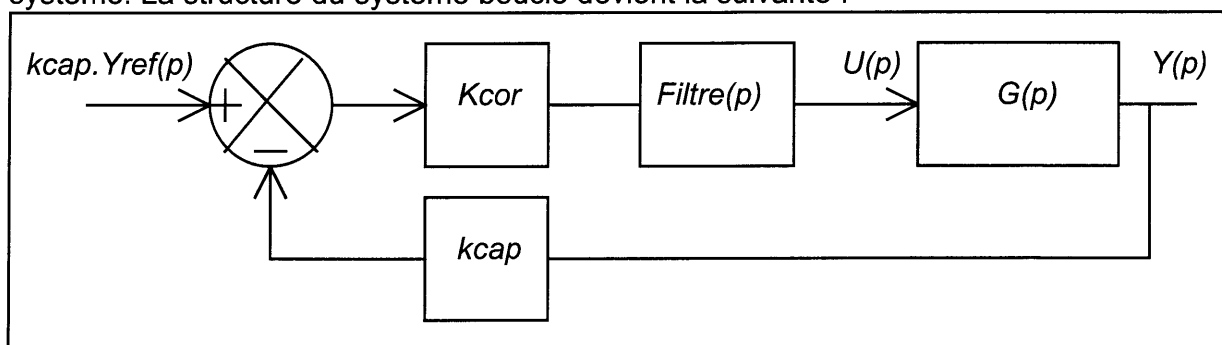 système. La structure du système bouclé devient la suivante :
kcap.Yref(p)
+
−
Kcor
Filtre(p)
U(p)
G(p)
Y(p)
kcap